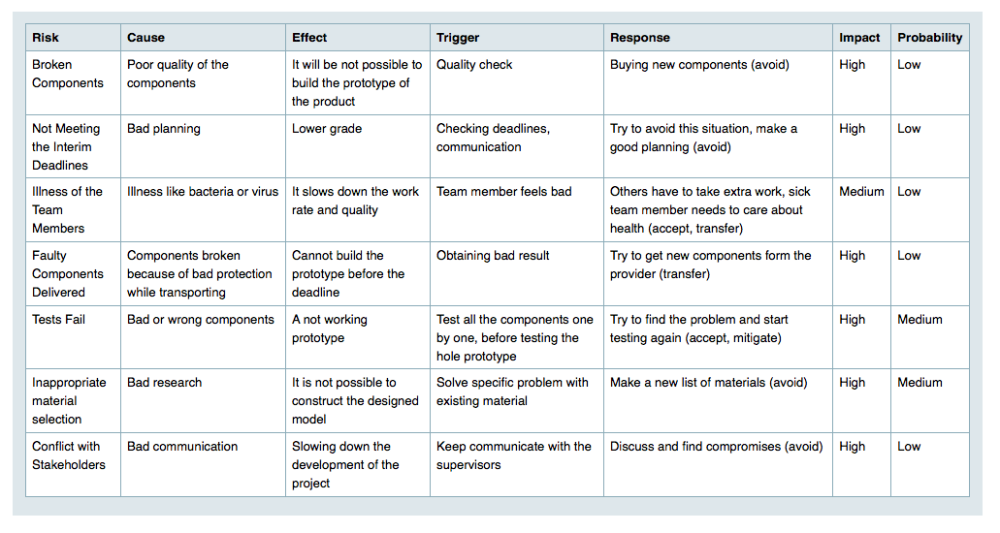 Risk Cause Effect Trigger Response Impact Probability
Broken Components Poor quality of the components It will be not possible to build the prototype of the product Quality check Buying new components (avoid) High Low
Not Meeting the Interim Deadlines Bad planning Lower grade Checking deadlines, communication Try to avoid this situation, make a good planning (avoid) High Low
Illness of the Team Members Illness like bacteria or virus It slows down the work rate and quality Team member feels bad Others have to take extra work, sick team member needs to care about health (accept, transfer) Medium Low
Faulty Components Delivered Components broken because of bad protection while transporting Cannot build the prototype before the deadline Obtaining bad result Try to get new components form the provider (transfer) High Low
Tests Fail Bad or wrong components A not working prototype Test all the components one by one, before testing the hole prototype Try to find the problem and start testing again (accept, mitigate) High Medium
Inappropriate material selection Bad research It is not possible to construct the designed model Solve specific problem with existing material Make a new list of materials (avoid) High Medium
Conflict with Stakeholders Bad communication Slowing down the development of the project Keep communicate with the supervisors Discuss and find compromises (avoid) High Low